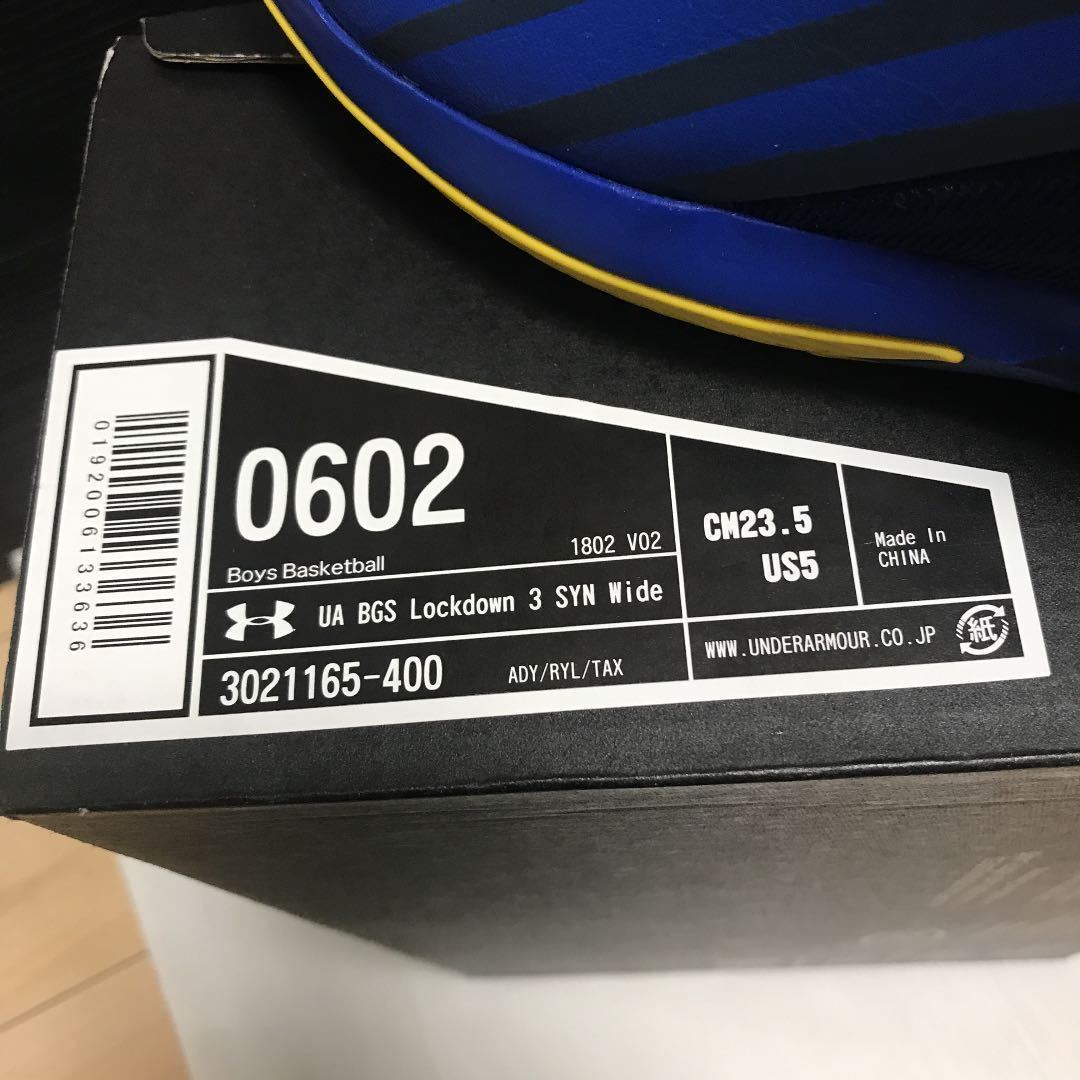 0192006133636
0602
Boys Basketball
1802 V02
UA BGS Lockdown 3 SYN Wide
3021165-400
ADY/RYL/TAX
CM23.5
US5
Made In
CHINA
WWW.UNDERARMOUR.CO.JP
紙